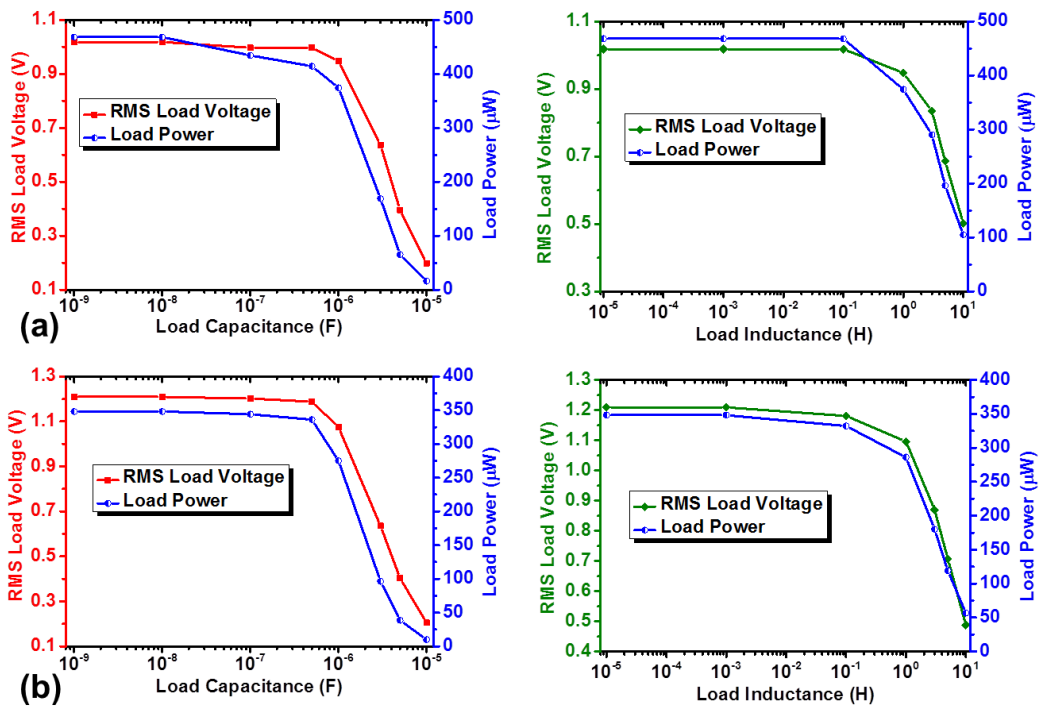 1.1
0.9
0.7
0.5
0.3
0.1
RMS Load Voltage (V)
RMS Load Voltage
Load Power
500
400
300
200
100
0
Load Power (µW)
10⁻⁹ 10⁻⁸ 10⁻⁷ 10⁻⁶ 10⁻⁵
Load Capacitance (F)
(a)
1.1
0.9
0.7
0.5
0.3
RMS Load Voltage (V)
RMS Load Voltage
Load Power
500
400
300
200
100
0
Load Power (µW)
10⁻⁵ 10⁻⁴ 10⁻³ 10⁻² 10⁻¹ 10⁰ 10¹
Load Inductance (H)
1.3
1.1
0.9
0.7
0.5
0.3
0.1
RMS Load Voltage (V)
RMS Load Voltage
Load Power
400
350
300
250
200
150
100
50
0
Load Power (µW)
10⁻⁹ 10⁻⁸ 10⁻⁷ 10⁻⁶ 10⁻⁵
Load Capacitance (F)
(b)
1.3
1.2
1.1
1.0
0.9
0.8
0.7
0.6
0.5
0.4
RMS Load Voltage (V)
RMS Load Voltage
Load Power
400
350
300
250
200
150
100
50
0
Load Power (µW)
10⁻⁵ 10⁻⁴ 10⁻³ 10⁻² 10⁻¹ 10⁰ 10¹
Load Inductance (H)